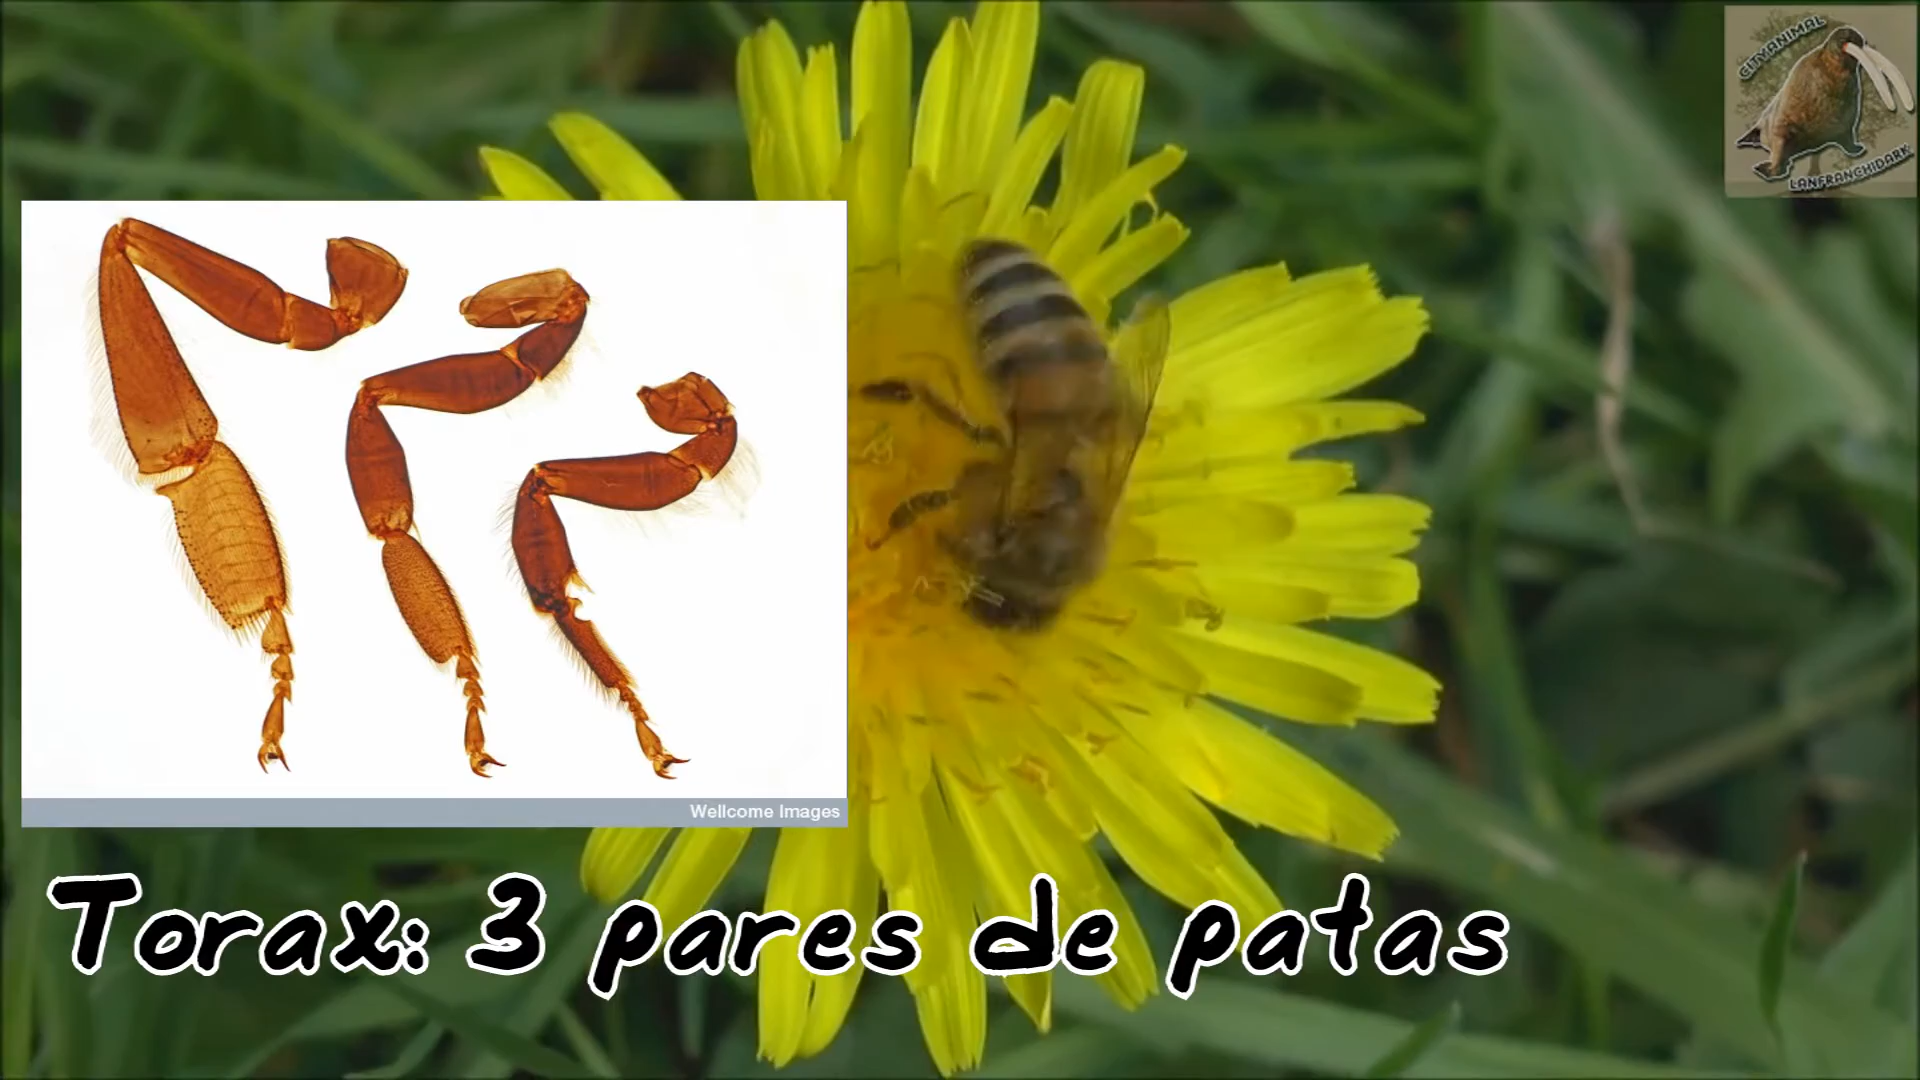 CITYANIMAL
LANFRANCHIDARK
Wellcome Images
Torax: 3 pares de patas